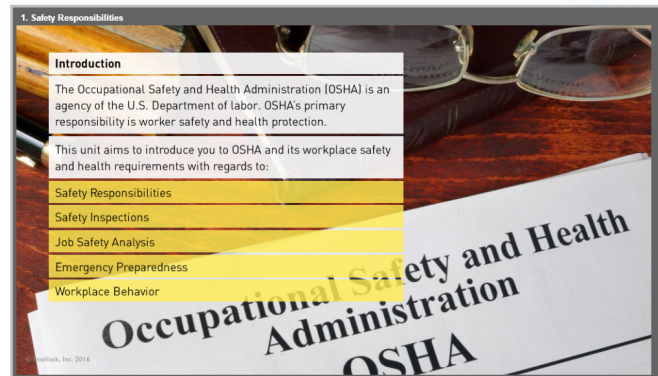 1. Safety Responsibilities
Introduction
The Occupational Safety and Health Administration (OSHA) is an
agency of the U.S. Department of labor. OSHA's primary
responsibility is worker safety and health protection.
This unit aims to introduce you to OSHA and its workplace safety
and health requirements with regards to:
Safety Responsibilities
Safety Inspections
Job Safety Analysis
Emergency Preparedness
Workplace Behavior
Occupational Safety and Health
Administration
OSHA
Inc. 2016